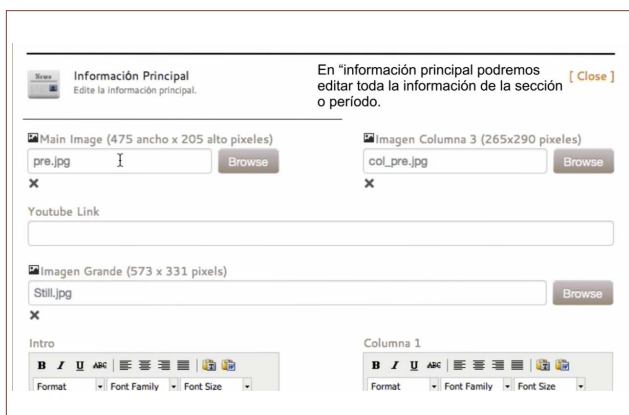 News
Información Principal
Edite la información principal.
En “información principal podremos
editar toda la información de la sección
o período.
[ Close ]
Main Image (475 ancho x 205 alto pixeles)
pre.jpg
Browse
Imagen Columna 3 (265x290 pixeles)
col_pre.jpg
Browse
Youtube Link
Imagen Grande (573 x 331 pixels)
Still.jpg
Browse
Intro
B I U ABC
Format Font Family Font Size
Columna 1
B I U ABC
Format Font Family Font Size